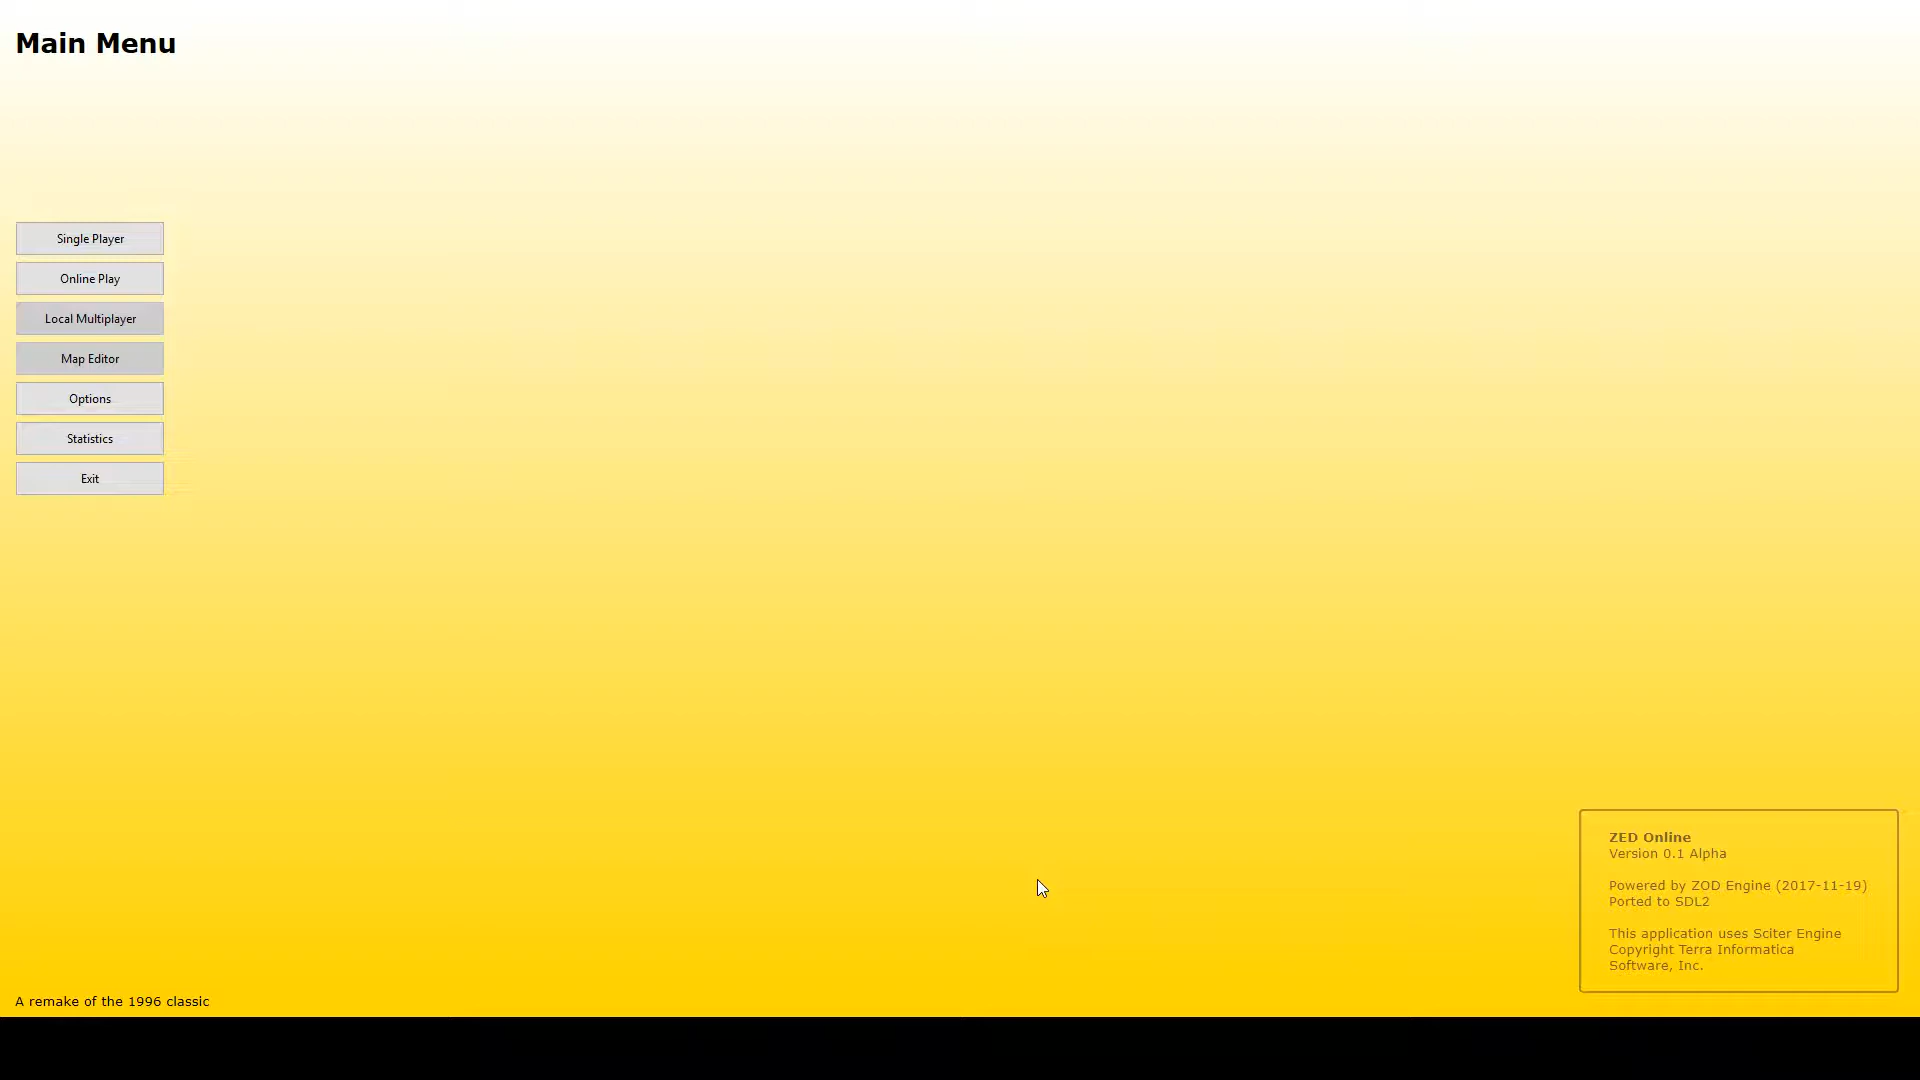 Main Menu
Single Player
Online Play
Local Multiplayer
Map Editor
Options
Statistics
Exit
ZED Online
Version 0.1 Alpha
Powered by ZOD Engine (2017-11-19)
Ported to SDL2
This application uses Sciter Engine
Copyright Terra Informatica
Software, Inc.
A remake of the 1996 classic